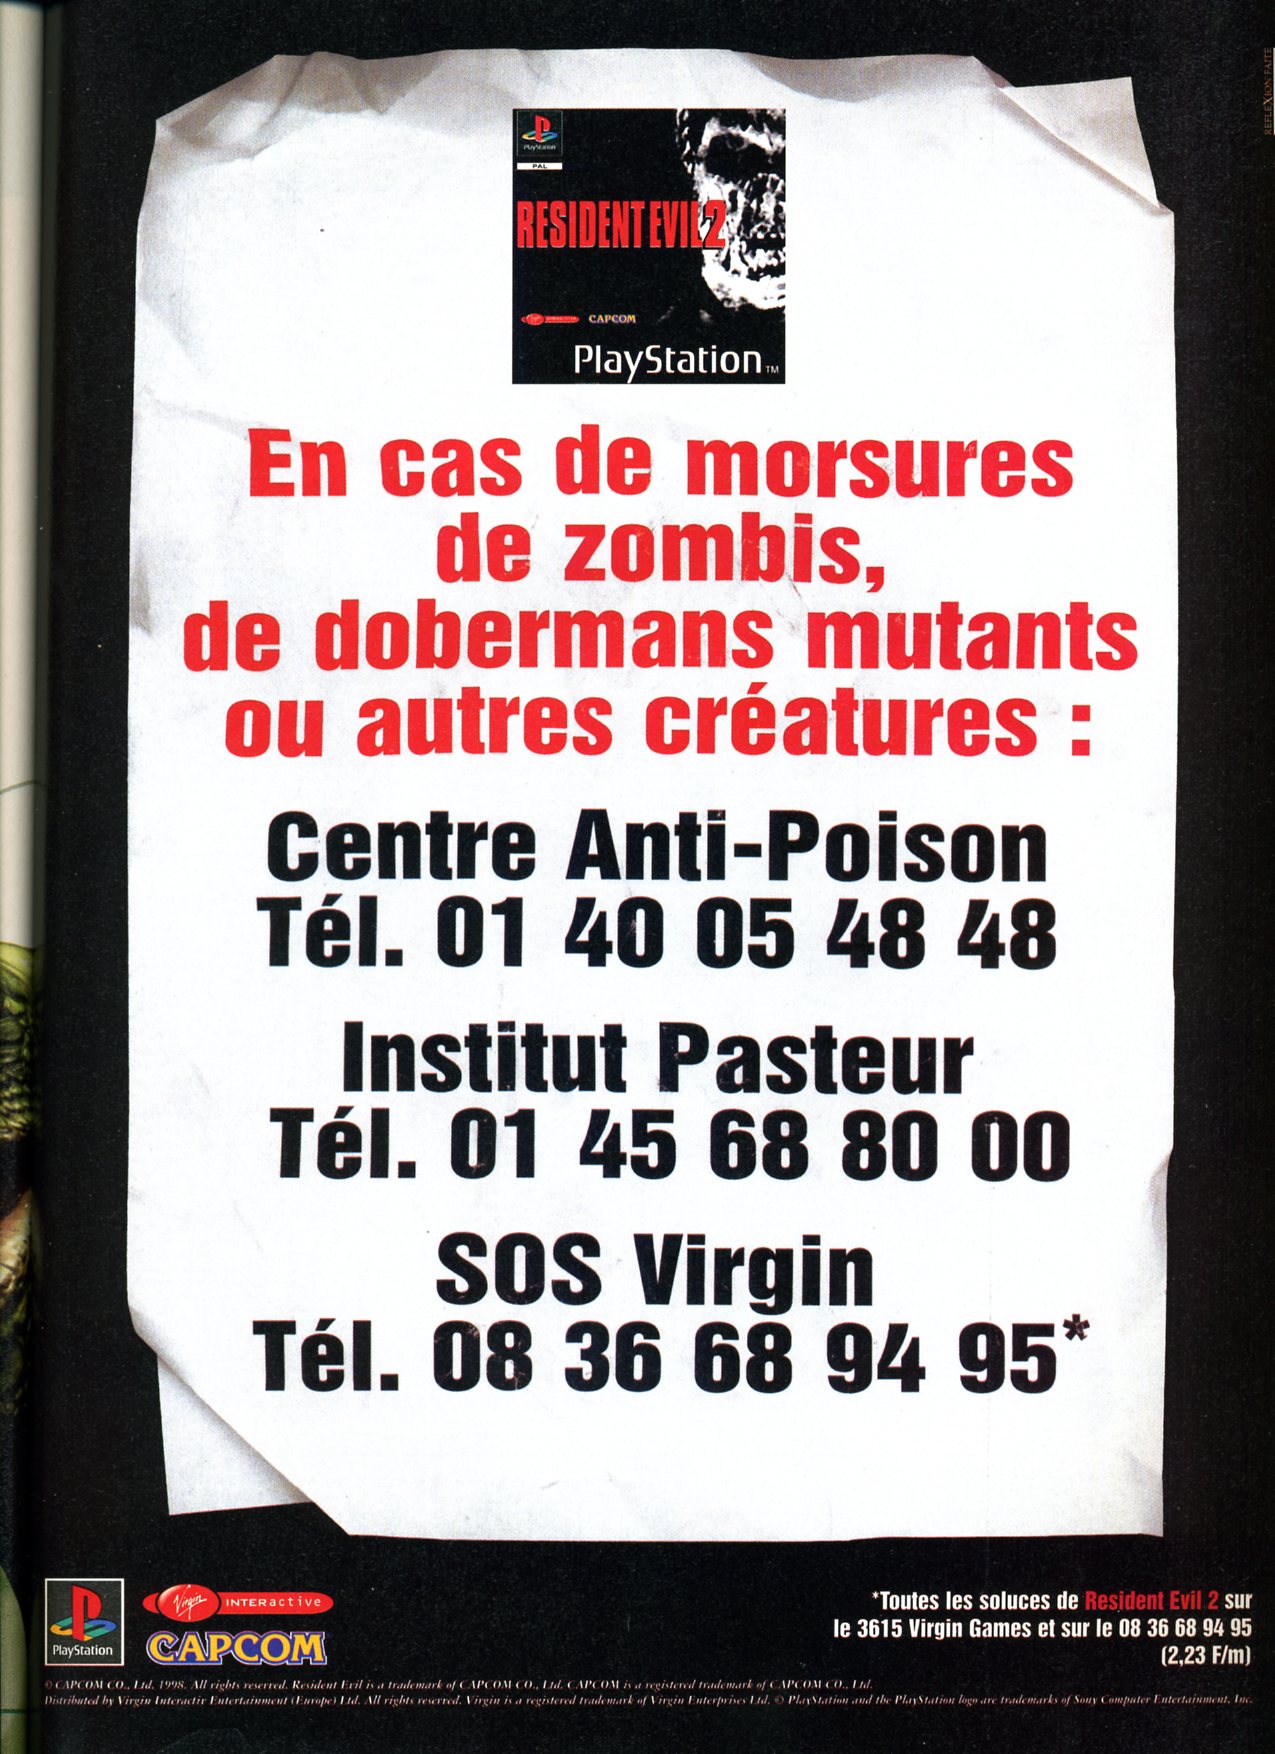 REFLEXION FAITE
PlayStation
PAL
RESIDENT EVIL 2
Virgin INTERACTIVE CAPCOM
PlayStation TM
En cas de morsures
de zombis,
de dobermans mutants
ou autres créatures :
Centre Anti-Poison
Tél. 01 40 05 48 48
Institut Pasteur
Tél. 01 45 68 80 00
SOS Virgin
Tél. 08 36 68 94 95*
PlayStation
Virgin INTERactive
CAPCOM
*Toutes les soluces de Resident Evil 2 sur
le 3615 Virgin Games et sur le 08 36 68 94 95
(2,23 F/m)
© CAPCOM CO., Ltd. 1998. All rights reserved. Resident Evil is a trademark of CAPCOM CO., Ltd. CAPCOM is a registered trademark of CAPCOM CO., Ltd.
Distributed by Virgin Interactiv Entertainment (Europe) Ltd. All rights reserved. Virgin is a registered trademark of Virgin Enterprises Ltd. © PlayStation and the PlayStation logo are trademarks of Sony Computer Entertainment, Inc.